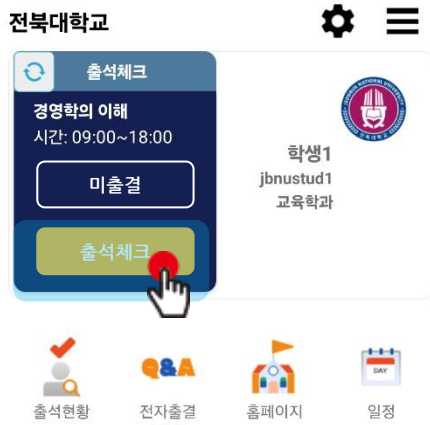 전북대학교
출석체크
경영학의 이해
시간: 09:00~18:00
미출결
출석체크
학생1
jbnustud1
교육학과
Q&A
DAY
출석현황
전자출결
홈페이지
일정